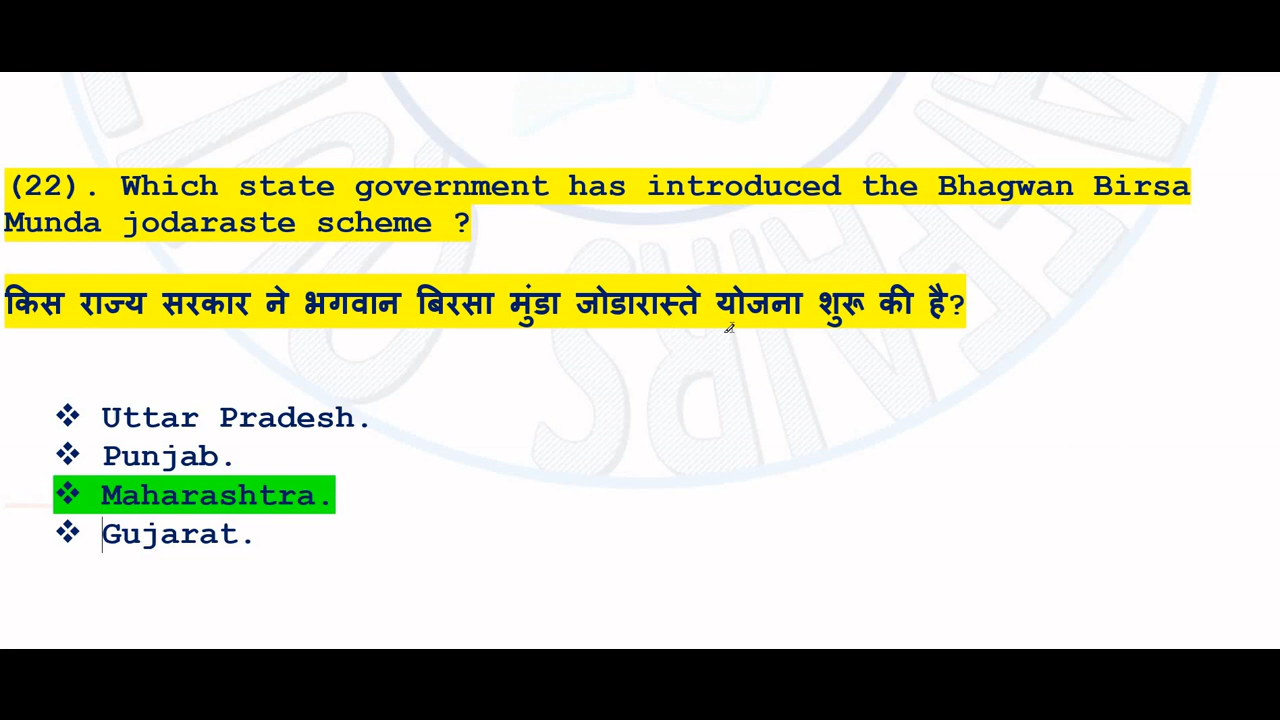 (22). Which state government has introduced the Bhagwan Birsa
Munda jodaraste scheme ?
किस राज्य सरकार ने भगवान बिरसा मुंडा जोडारास्ते योजना शुरू की है?
❖ Uttar Pradesh.
❖ Punjab.
❖ Maharashtra.
❖ Gujarat.